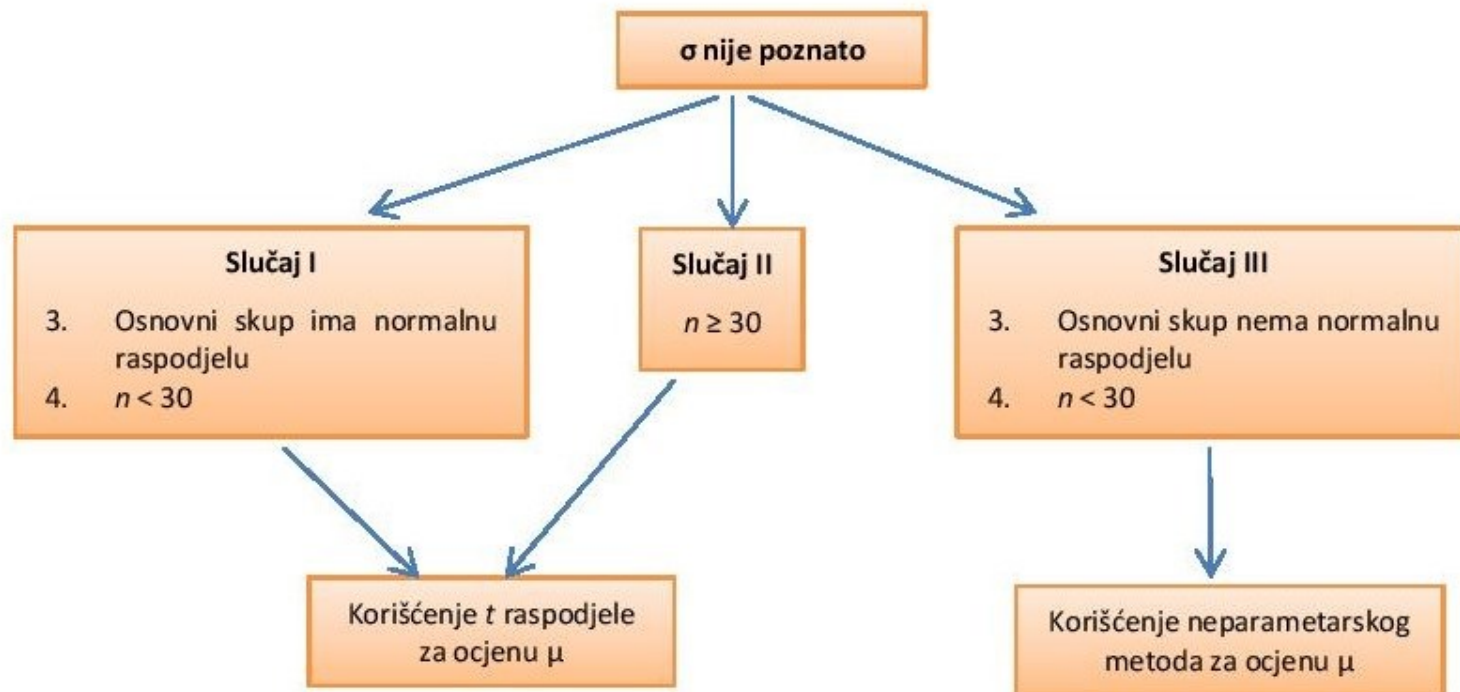 σ nije poznato
Slučaj I
3. Osnovni skup ima normalnu
raspodjelu
4. n < 30
Slučaj II
n ≥ 30
Slučaj III
3. Osnovni skup nema normalnu
raspodjelu
4. n < 30
Korišćenje t raspodjele
za ocjenu μ
Korišćenje neparametarskog
metoda za ocjenu μ